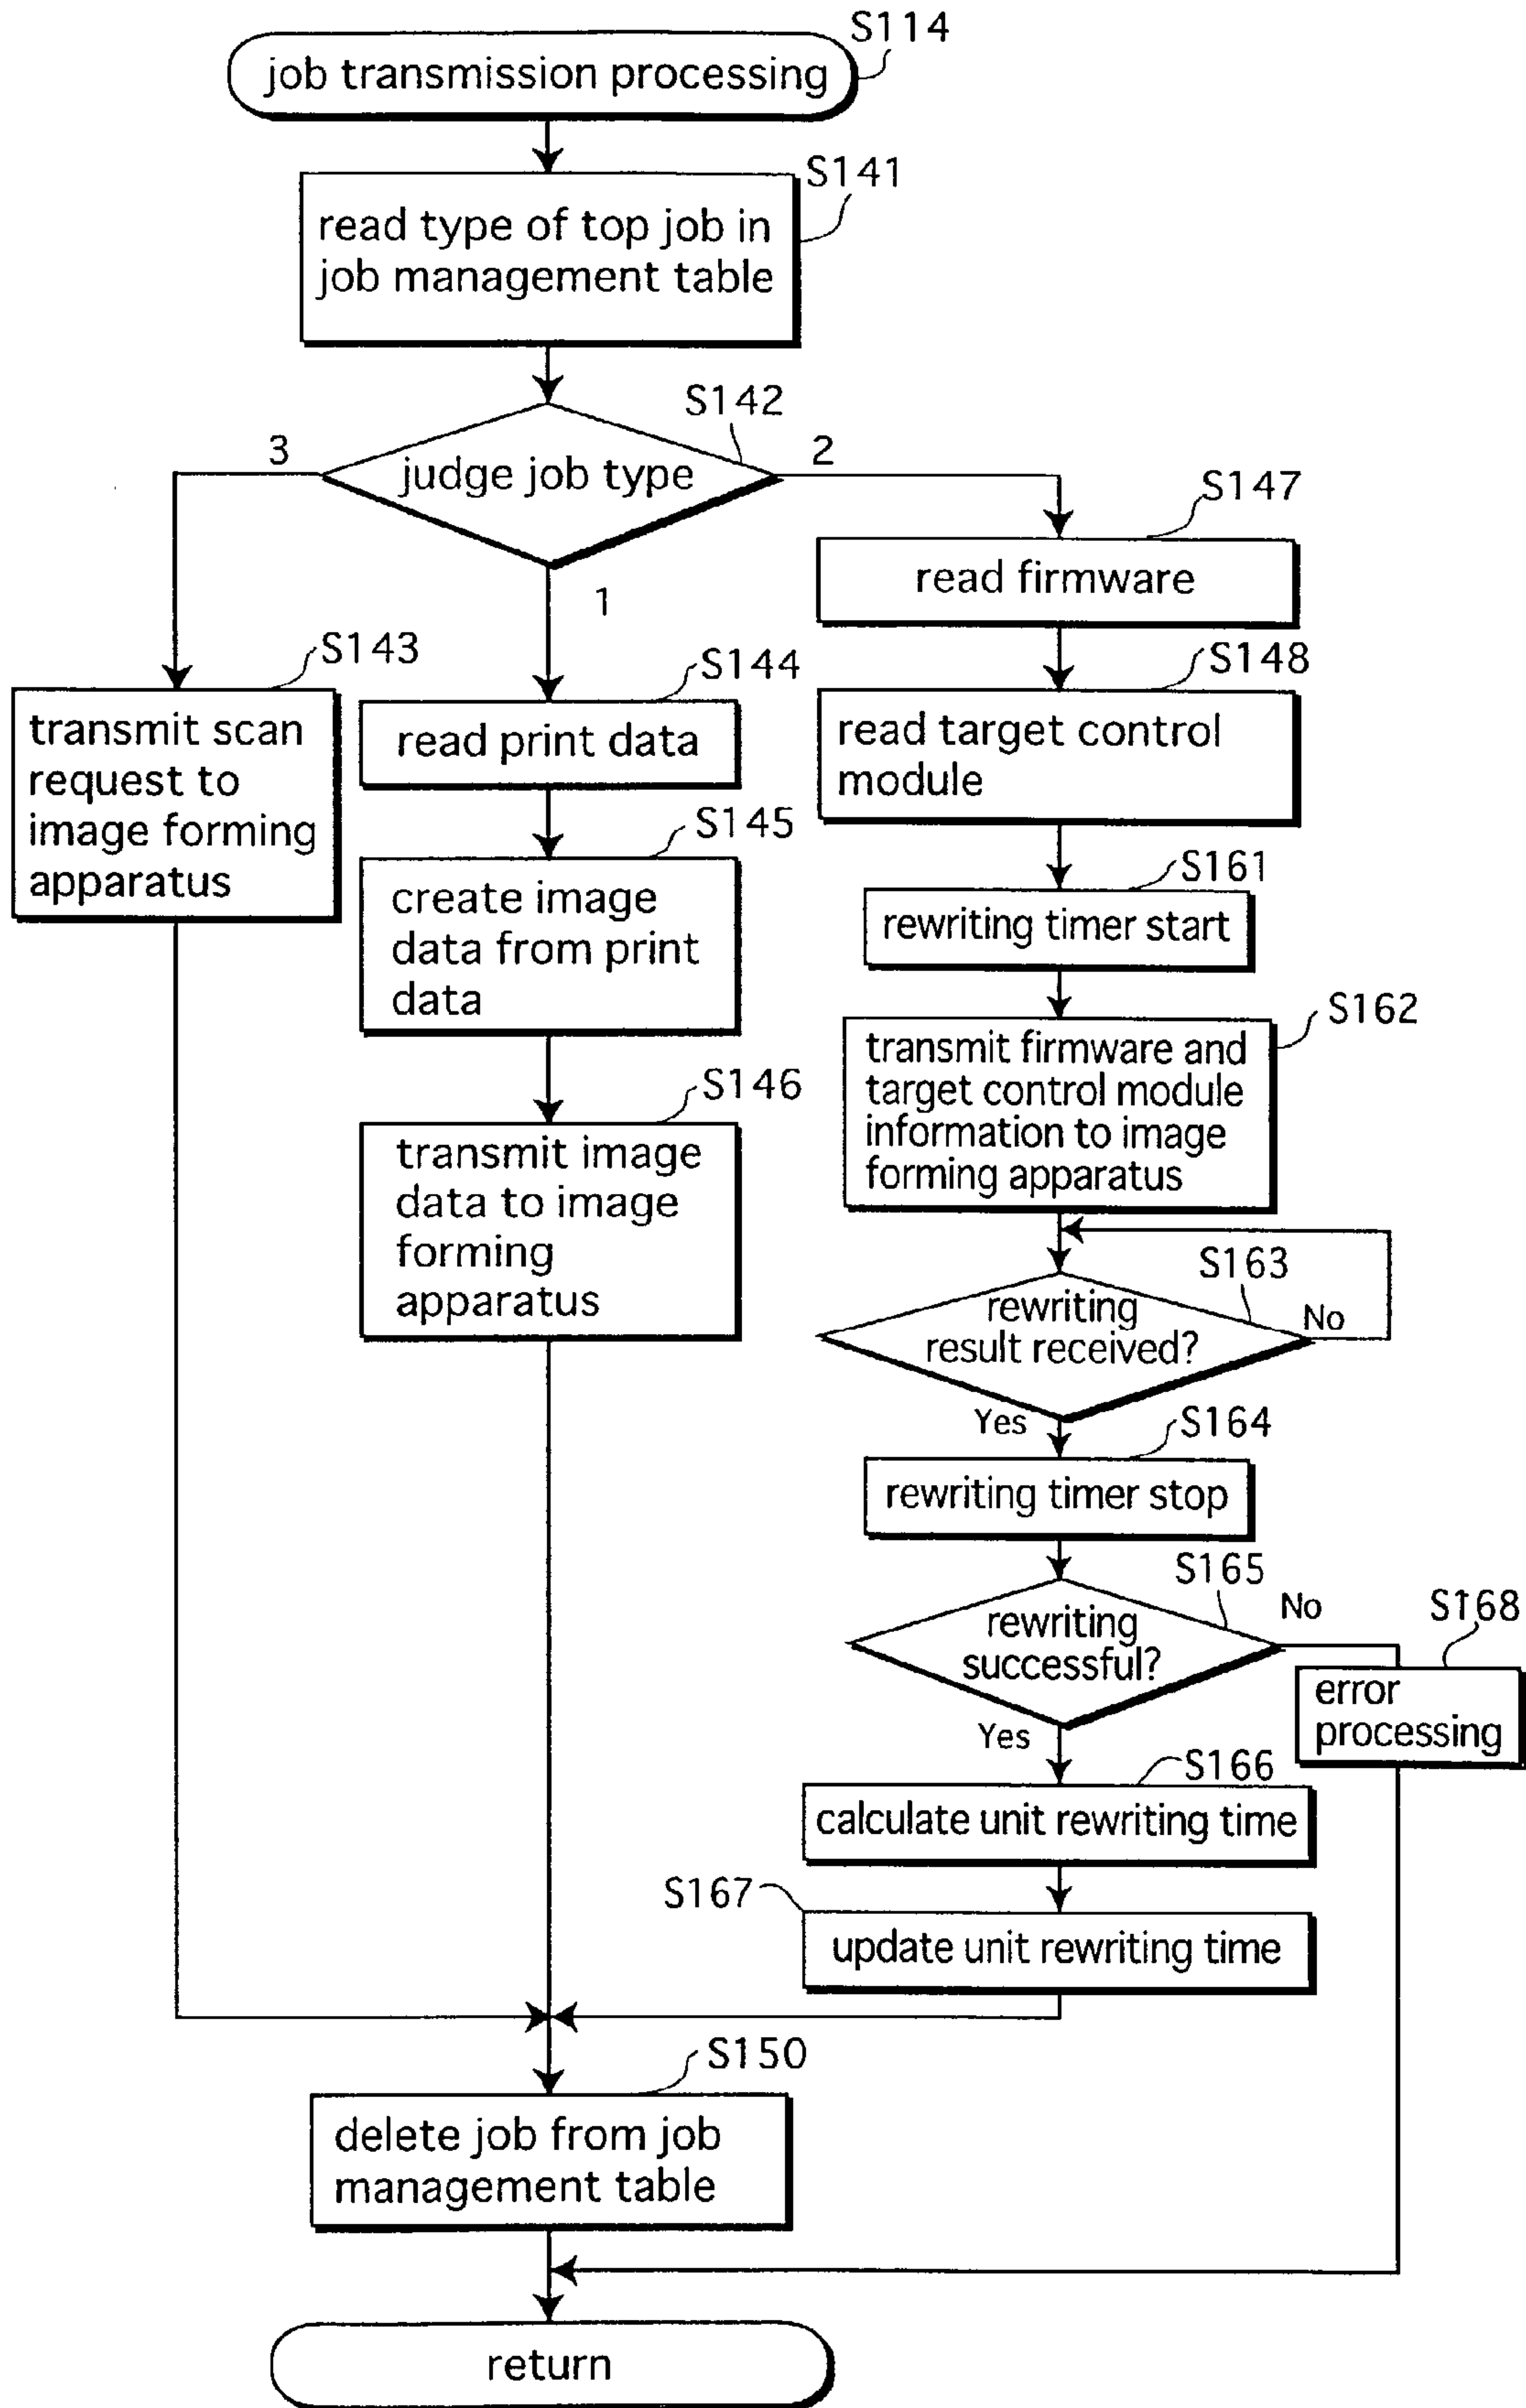 S114
job transmission processing
S141
read type of top job in
job management table
S142
judge job type
3
2
1
S143
transmit scan
request to
image forming
apparatus
S144
read print data
S145
create image
data from print
data
S146
transmit image
data to image
forming
apparatus
S147
read firmware
S148
read target control
module
S161
rewriting timer start
S162
transmit firmware and
target control module
information to image
forming apparatus
S163
rewriting
result received?
No
Yes
S164
rewriting timer stop
S165
rewriting
successful?
No
Yes
S168
error
processing
S166
calculate unit rewriting time
S167
update unit rewriting time
S150
delete job from job
management table
return